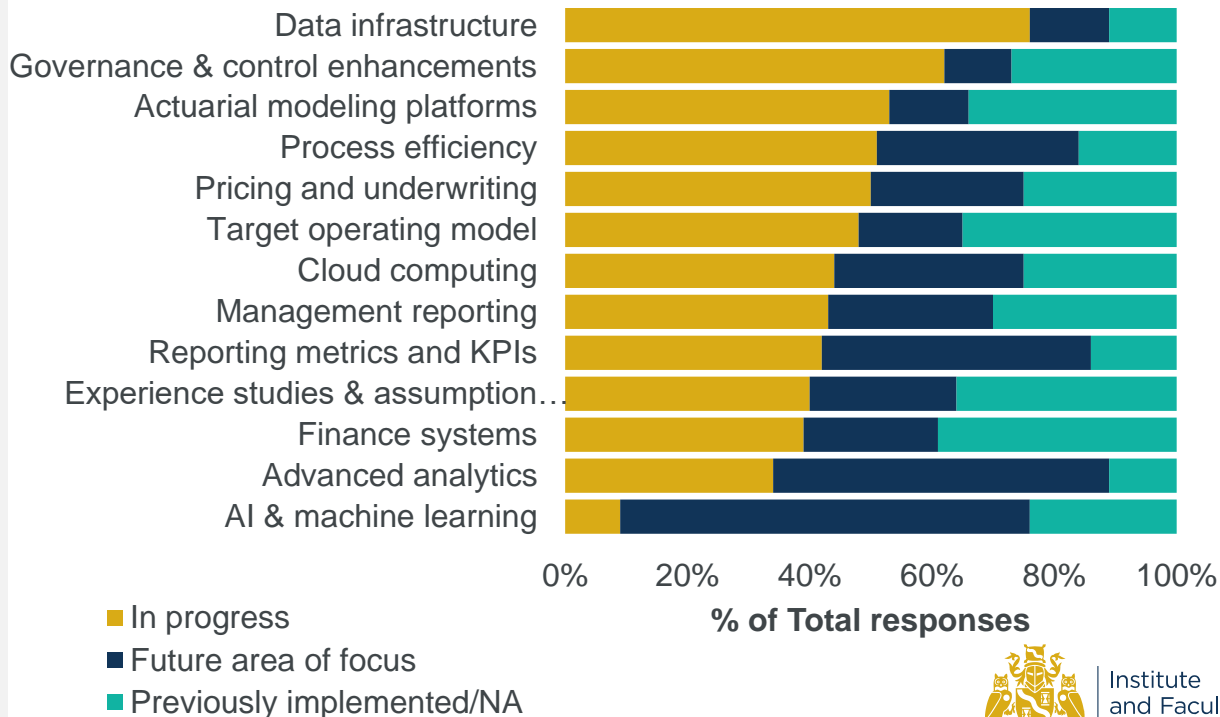 Data infrastructure
Governance & control enhancements
Actuarial modeling platforms
Process efficiency
Pricing and underwriting
Target operating model
Cloud computing
Management reporting
Reporting metrics and KPIs
Experience studies & assumption…
Finance systems
Advanced analytics
AI & machine learning
0% 20% 40% 60% 80% 100%
% of Total responses
In progress
Future area of focus
Previously implemented/NA
Institute
and Facul